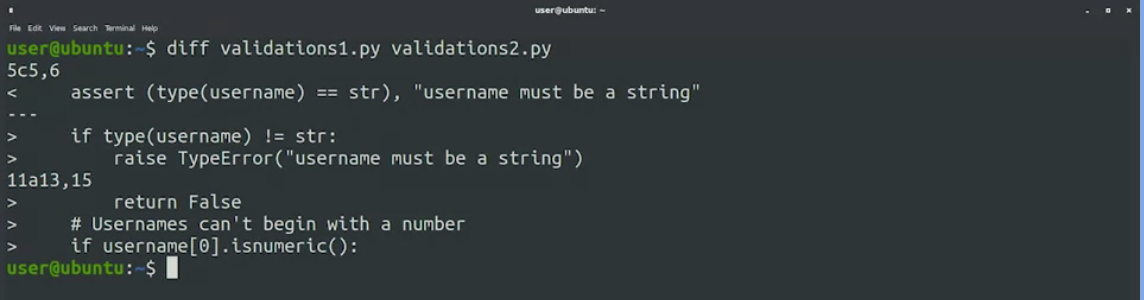 user@ubuntu: ~
File Edit View Search Terminal Help
user@ubuntu:~$ diff validations1.py validations2.py
5c5,6
<     assert (type(username) == str), "username must be a string"
---
>     if type(username) != str:
>         raise TypeError("username must be a string")
11a13,15
>         return False
>     # Usernames can't begin with a number
>     if username[0].isnumeric():
user@ubuntu:~$